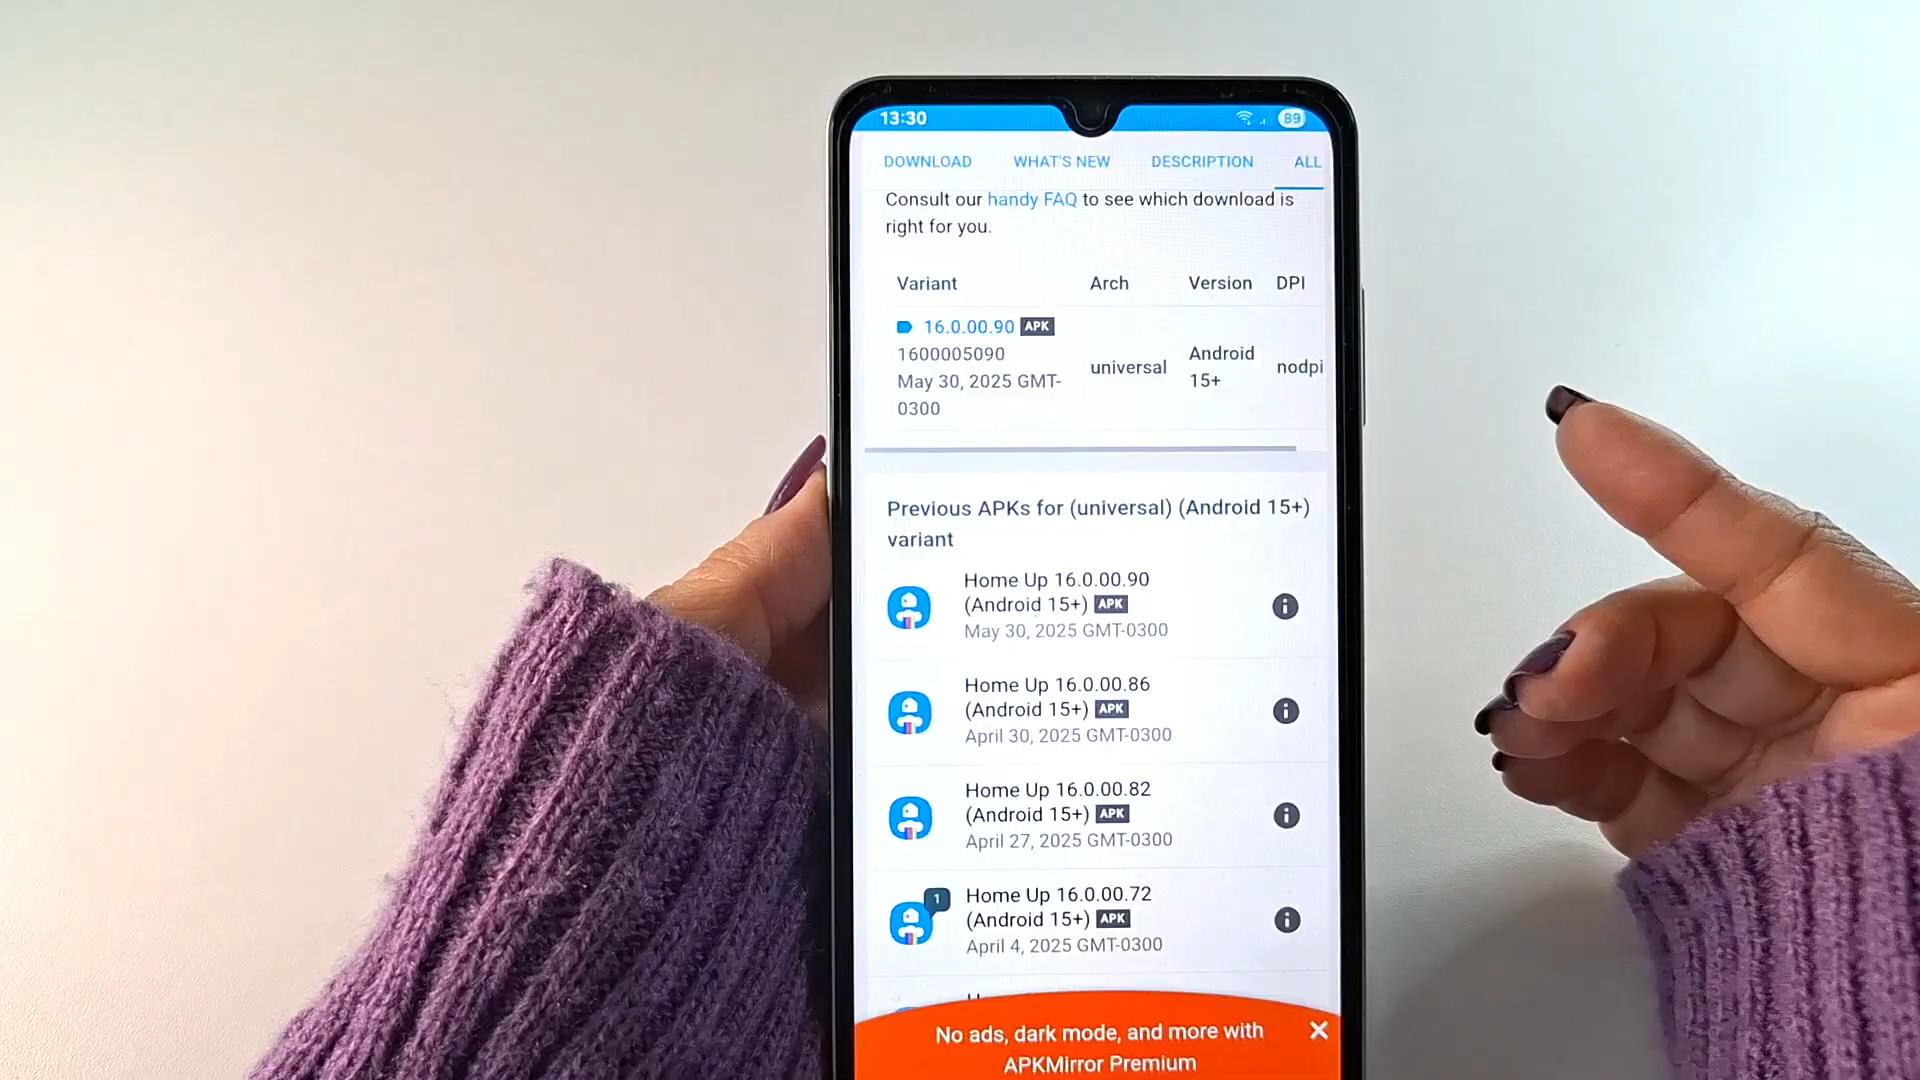 13:30
89
DOWNLOAD WHAT'S NEW DESCRIPTION ALL
Consult our handy FAQ to see which download is
right for you.
Variant Arch Version DPI
16.0.00.90 APK
1600005090
May 30, 2025 GMT-
0300
universal
Android
15+
nodpi
Previous APKs for (universal) (Android 15+)
variant
Home Up 16.0.00.90
(Android 15+) APK
May 30, 2025 GMT-0300
Home Up 16.0.00.86
(Android 15+) APK
April 30, 2025 GMT-0300
Home Up 16.0.00.82
(Android 15+) APK
April 27, 2025 GMT-0300
1
Home Up 16.0.00.72
(Android 15+) APK
April 4, 2025 GMT-0300
No ads, dark mode, and more with
APKMirror Premium